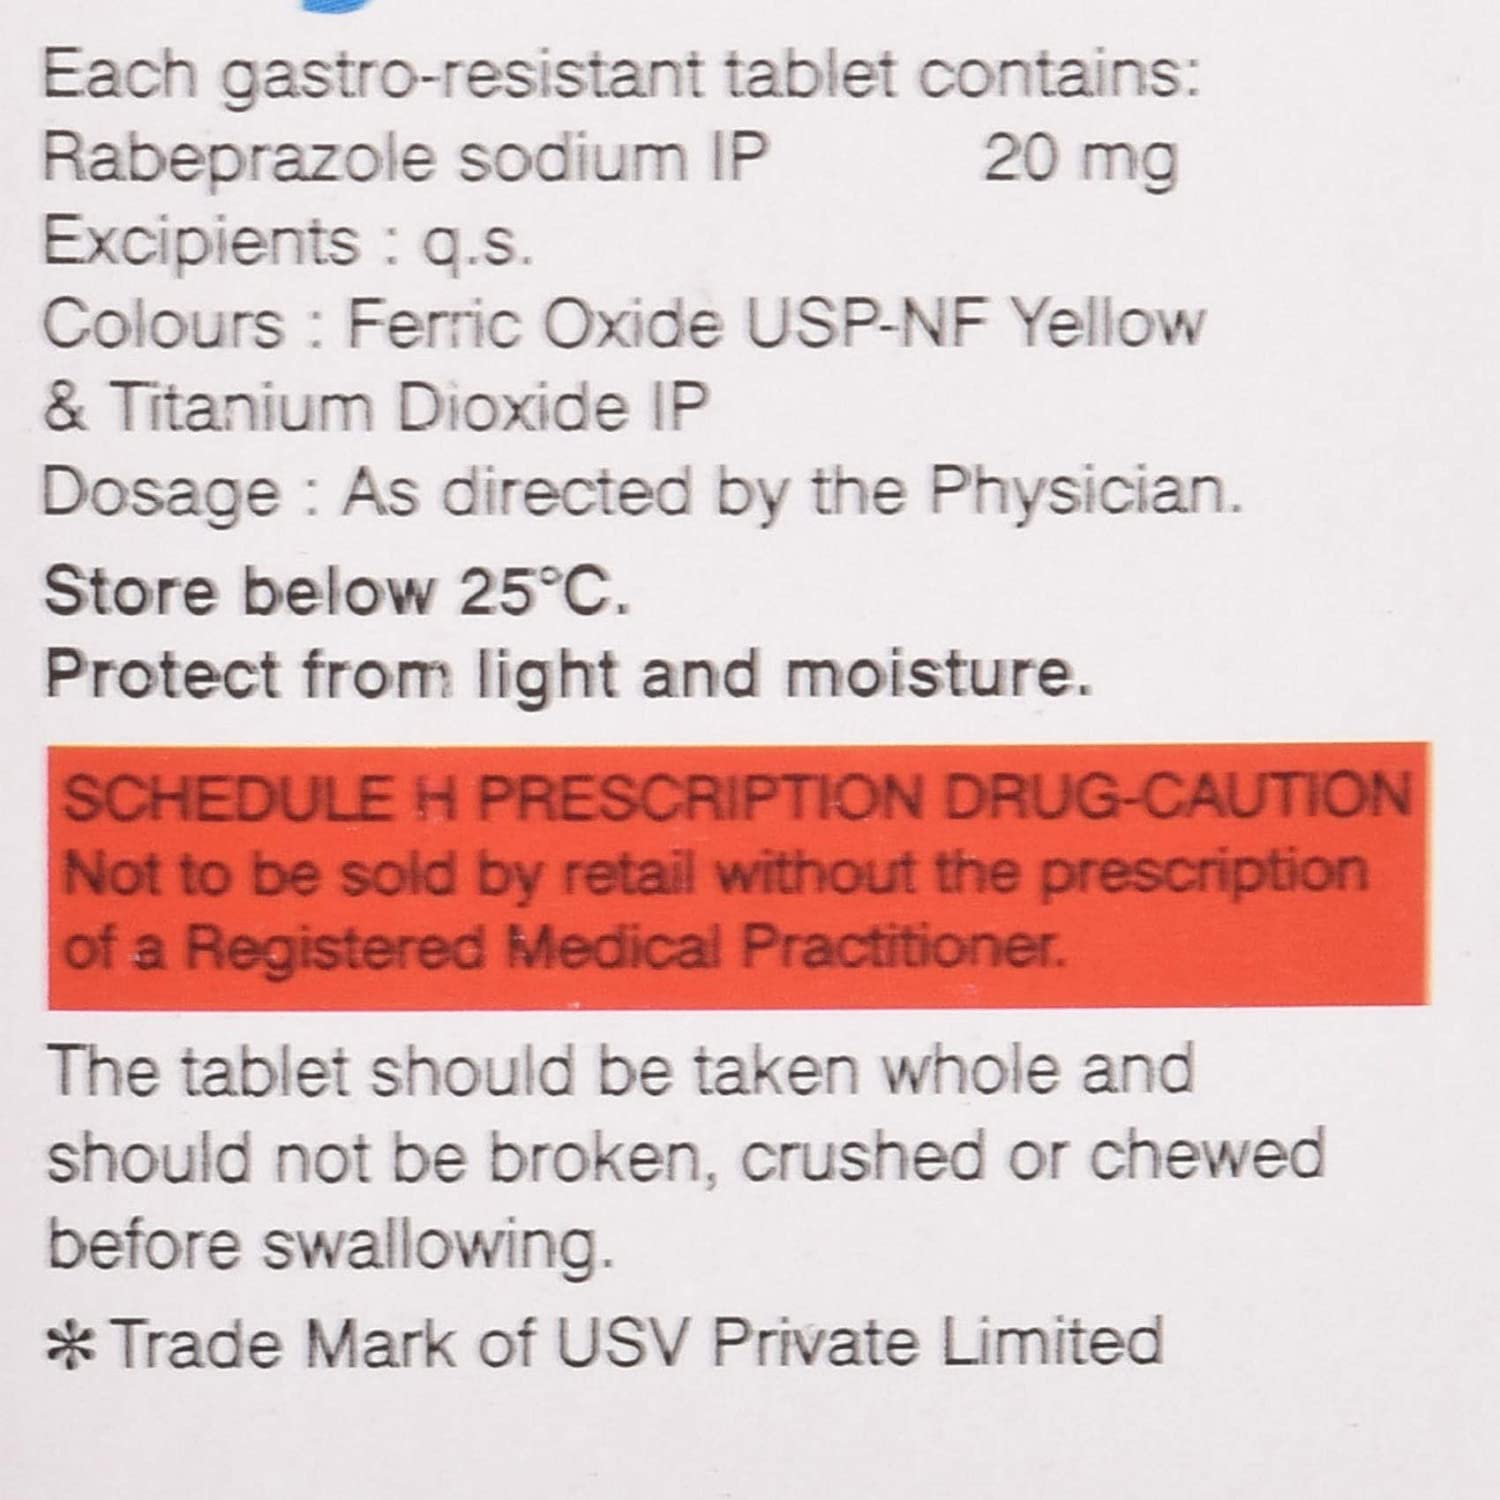 Each gastro-resistant tablet contains:
Rabeprazole sodium IP 20 mg
Excipients : q.s.
Colours : Ferric Oxide USP-NF Yellow
& Titanium Dioxide IP
Dosage : As directed by the Physician.
Store below 25°C.
Protect from light and moisture.
SCHEDULE H PRESCRIPTION DRUG-CAUTION
Not to be sold by retail without the prescription
of a Registered Medical Practitioner.
The tablet should be taken whole and
should not be broken, crushed or chewed
before swallowing.
* Trade Mark of USV Private Limited